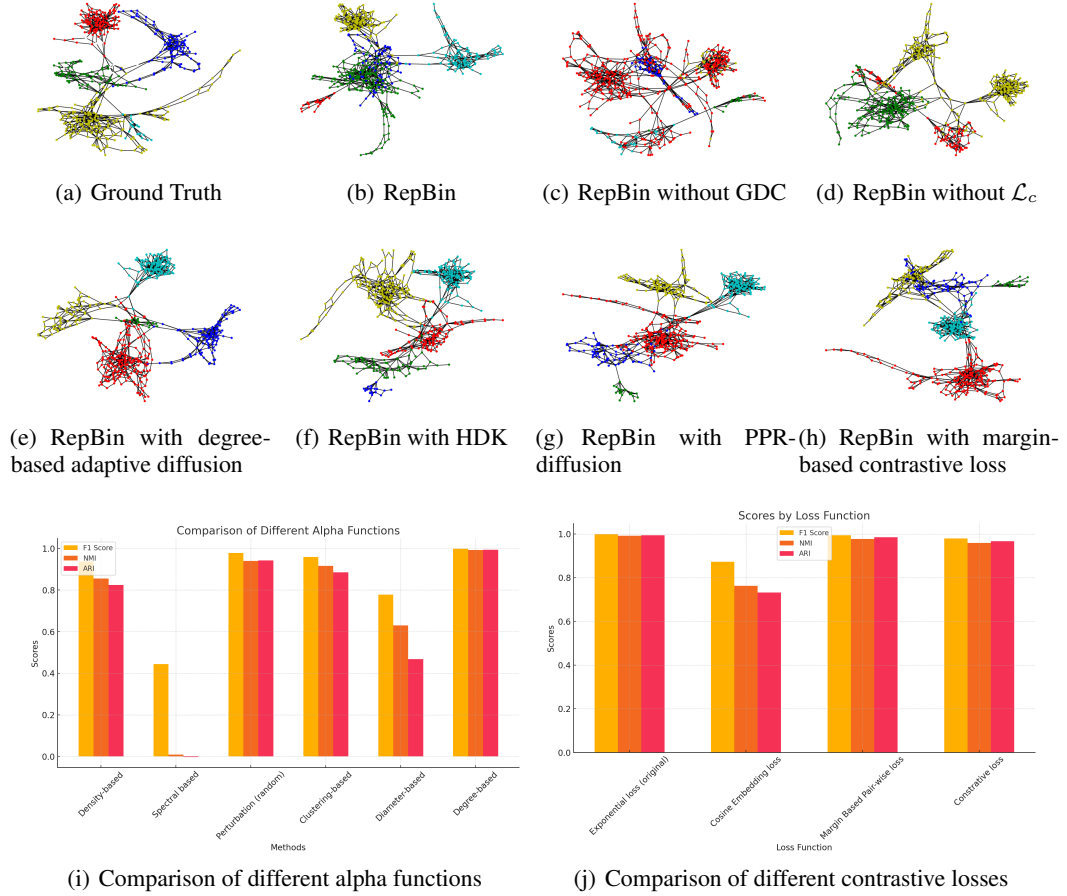 (a) Ground Truth
(b) RepBin
(c) RepBin without GDC
(d) RepBin without ℒc
(e) RepBin with degree-
based adaptive diffusion
(f) RepBin with HDK
(g) RepBin with PPR-
diffusion
(h) RepBin with margin-
based contrastive loss
Comparison of Different Alpha Functions
F1 Score
NMI
ARI
Scores
1.0
0.8
0.6
0.4
0.2
0.0
Density-based
Spectral based
Perturbation (random)
Clustering-based
Diameter-based
Degree-based
Methods
(i) Comparison of different alpha functions
Scores by Loss Function
F1 Score
NMI
ARI
Scores
1.0
0.8
0.6
0.4
0.2
0.0
Exponential loss (original)
Cosine Embedding loss
Margin Based Pair-wise loss
Constrative loss
Loss Function
(j) Comparison of different contrastive losses